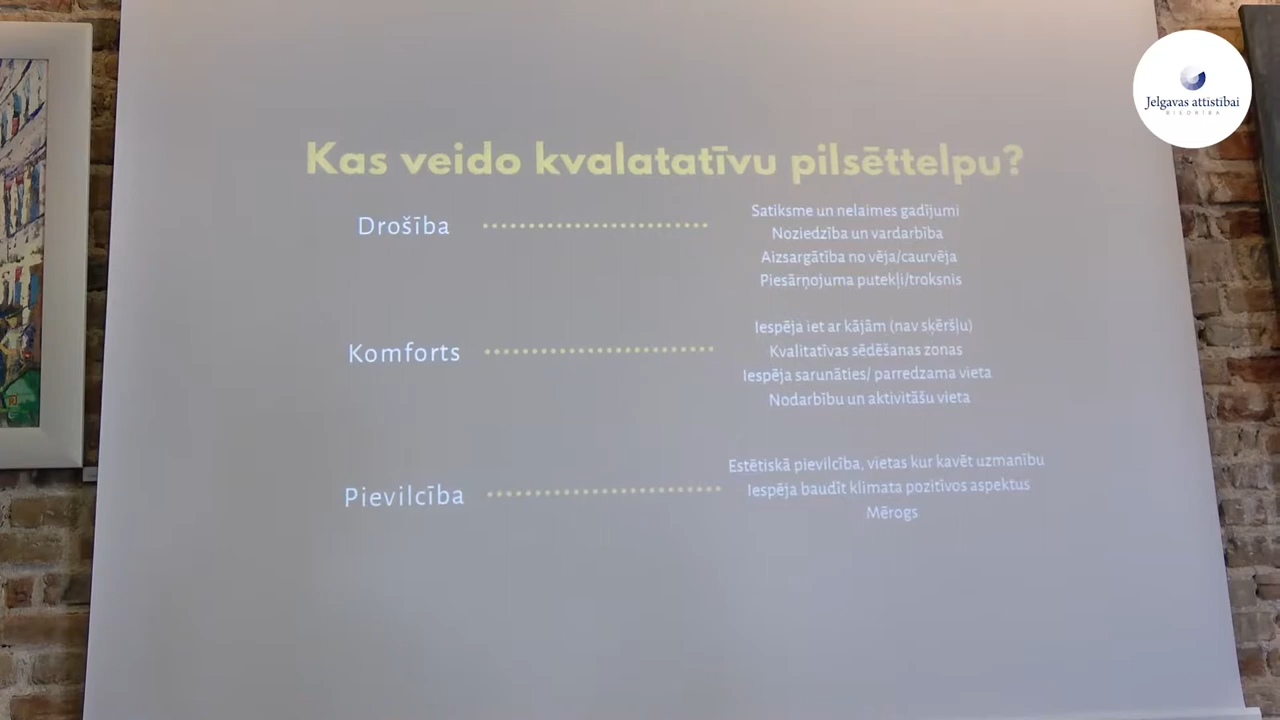 Jelgavas attīstībai
BIEDRĪBA
Kas veido kvalatatīvu pilsēttelpu?
Drošība
Satiksme un nelaimes gadījumi
Noziedzība un vardarbība
Aizsargātība no vēja/caurvēja
Piesārņojuma putekļi/troksnis
Komforts
Iespēja iet ar kājām (nav šķēršļu)
Kvalitatīvas sēdēšanas zonas
Iespēja sarunāties/ parredzama vieta
Nodarbību un aktivitāšu vieta
Pievilcība
Estētiskā pievilcība, vietas kur kavēt uzmanību
Iespēja baudīt klimata pozitīvos aspektus
Mērogs